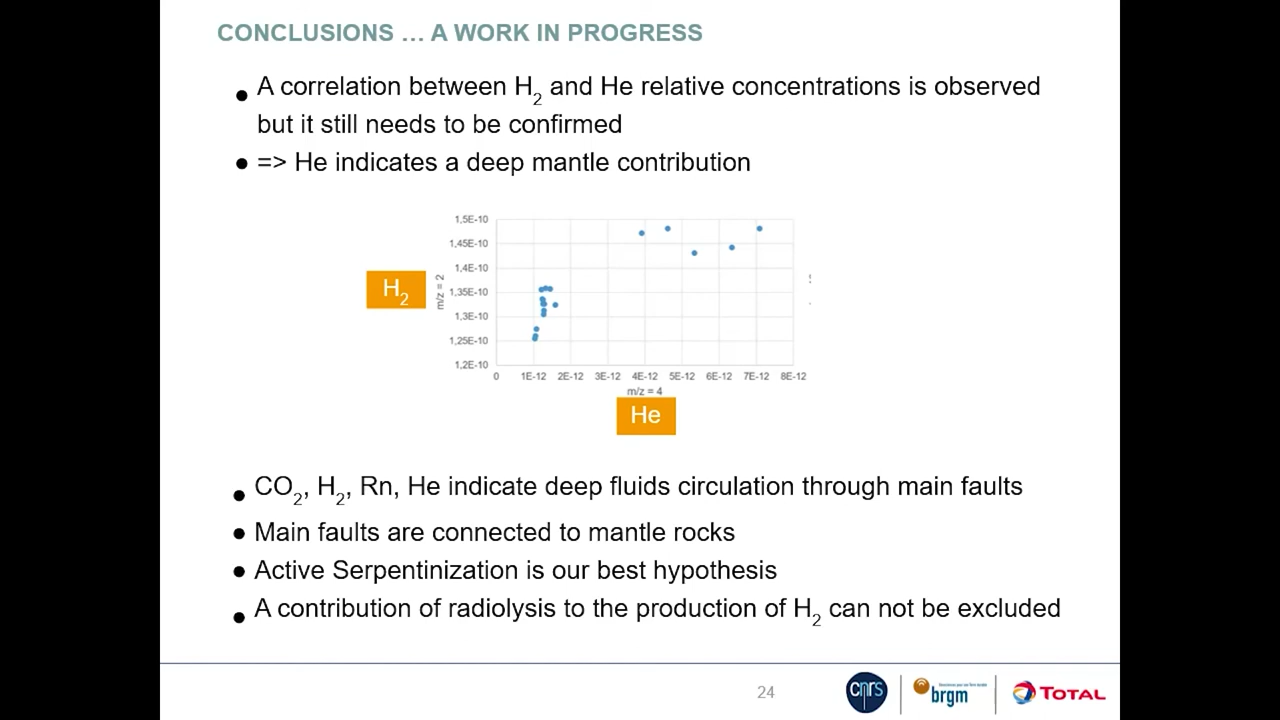 CONCLUSIONS … A WORK IN PROGRESS
● A correlation between H2 and He relative concentrations is observed
but it still needs to be confirmed
● => He indicates a deep mantle contribution
1,5E-10
1,45E-10
1,4E-10
1,35E-10
1,3E-10
1,25E-10
1,2E-10
m/z = 2
H2
0 1E-12 2E-12 3E-12 4E-12 5E-12 6E-12 7E-12 8E-12
m/z = 4
He
● CO2, H2, Rn, He indicate deep fluids circulation through main faults
● Main faults are connected to mantle rocks
● Active Serpentinization is our best hypothesis
● A contribution of radiolysis to the production of H2 can not be excluded
24
cnrs
brgm
TOTAL